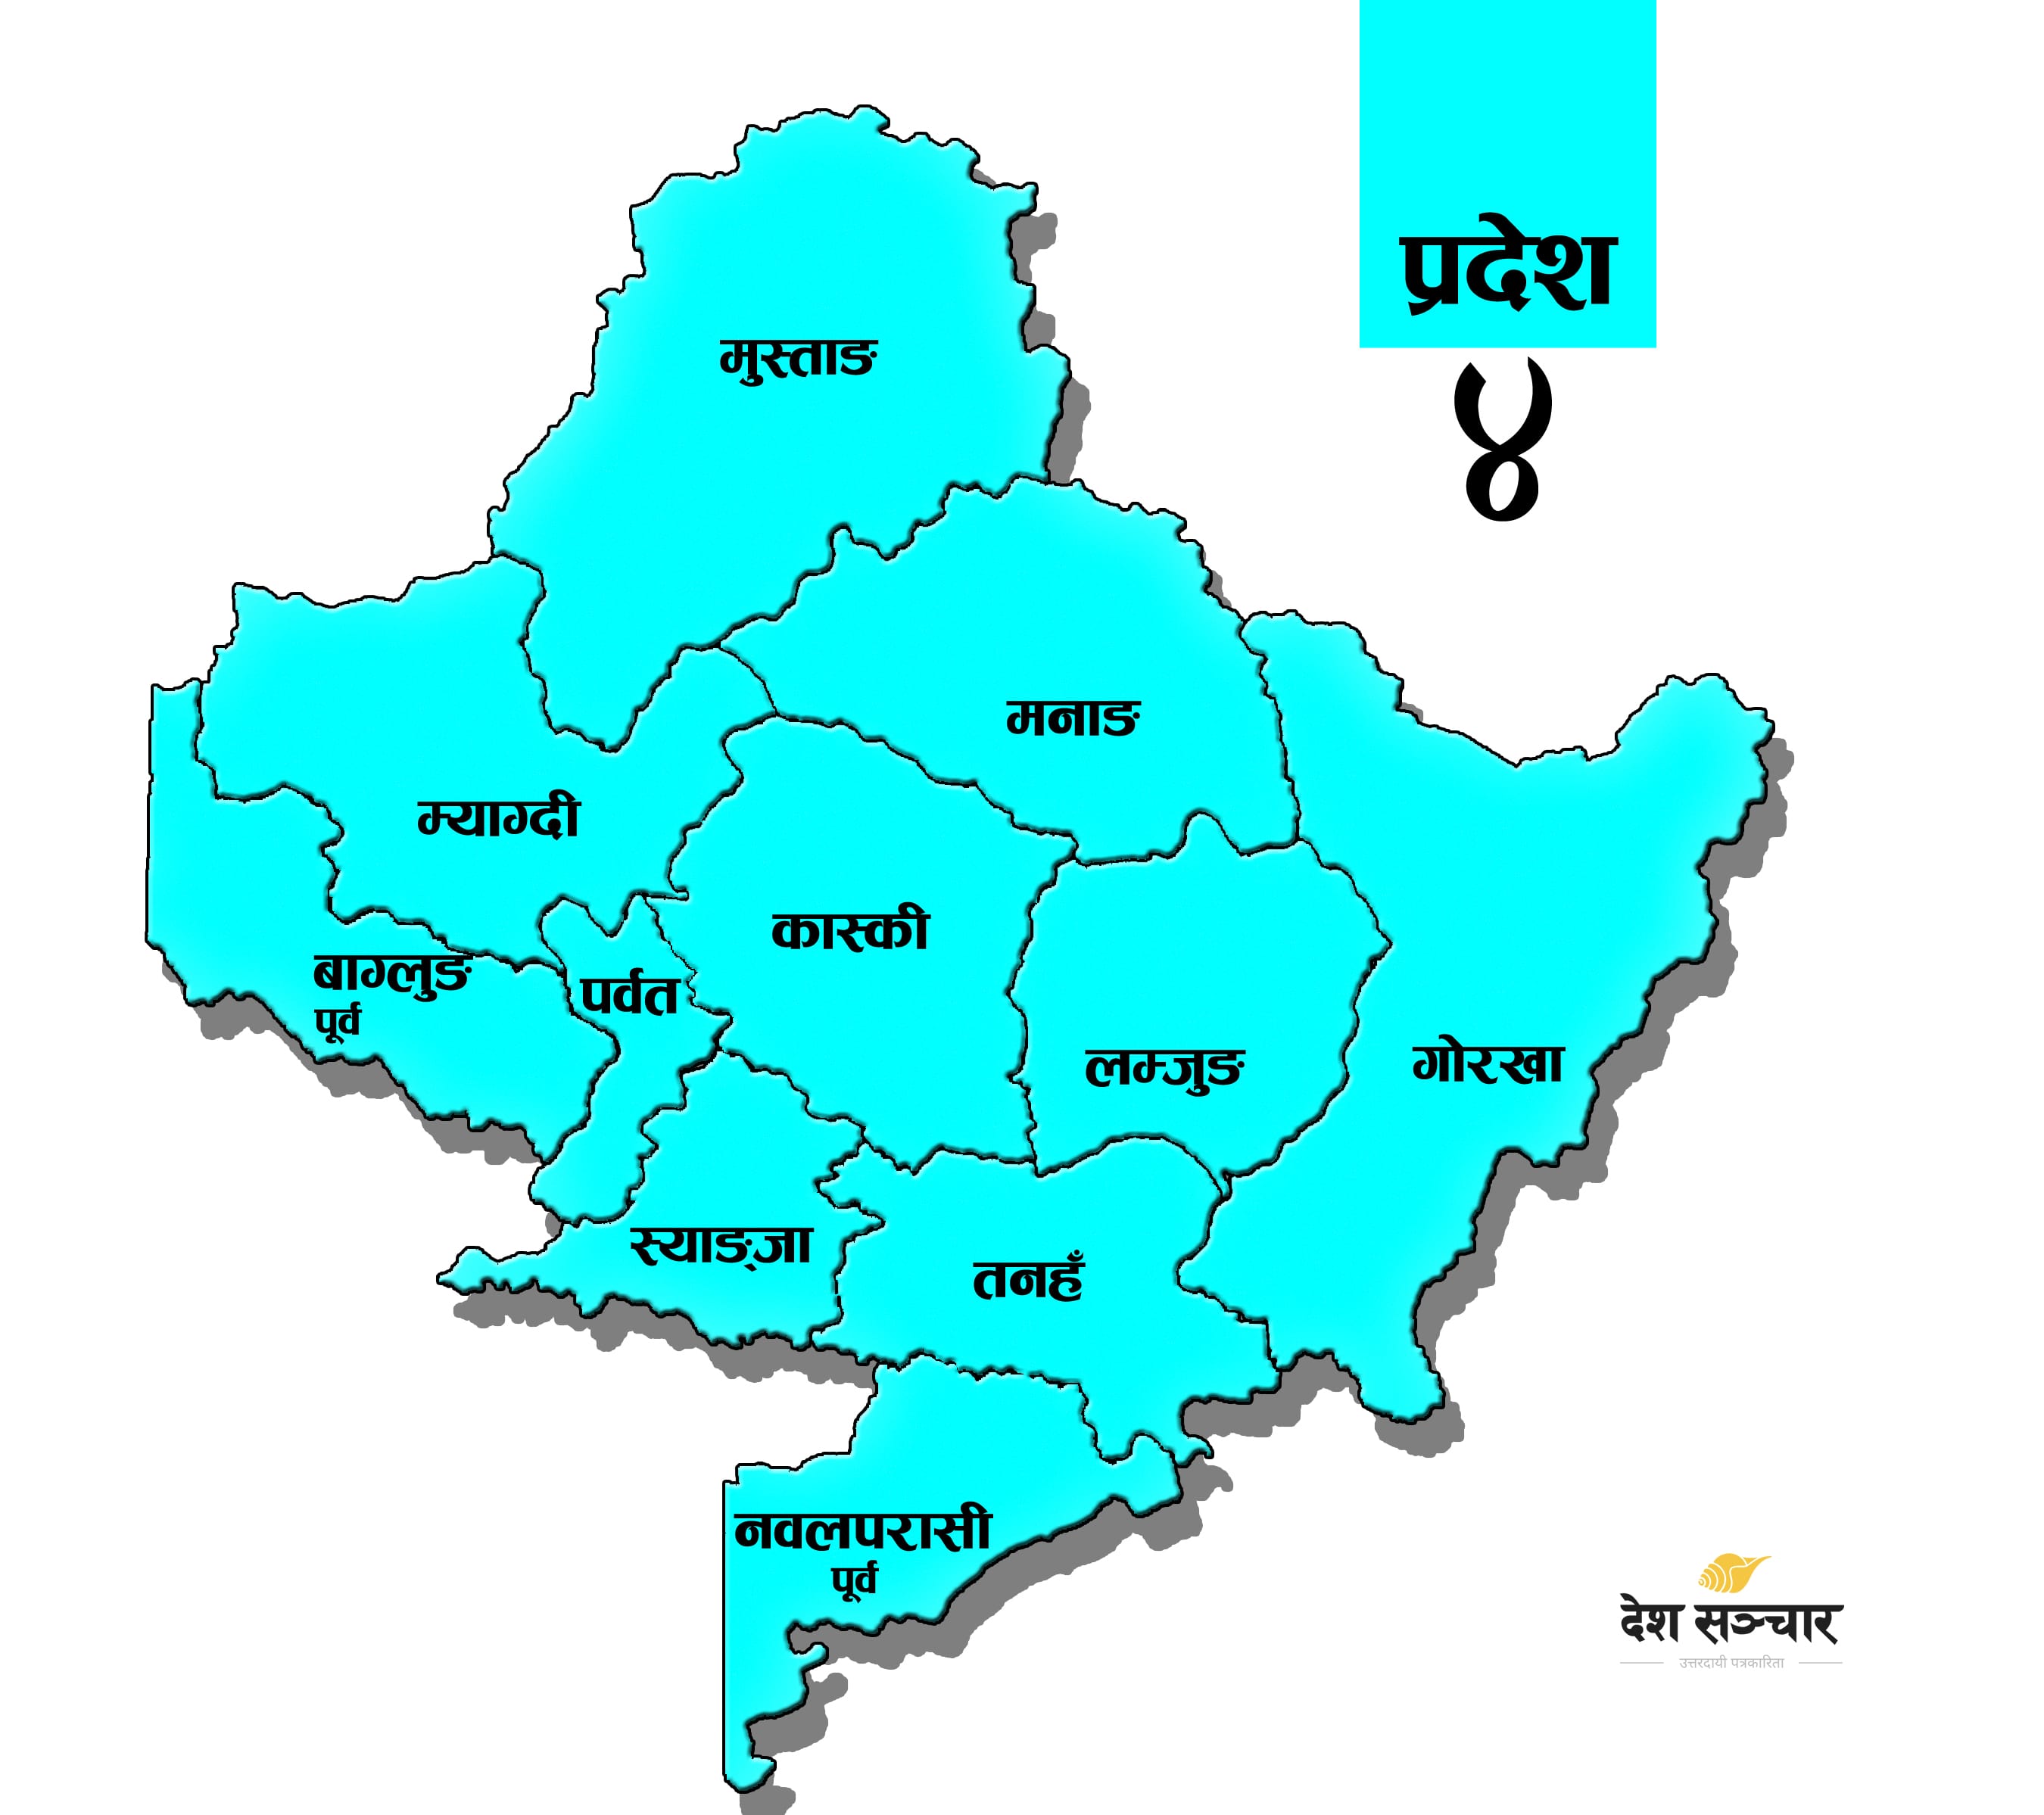 प्रदेश
४
मुस्ताङ
मनाङ
म्याग्दी
कास्की
बाग्लुङ
पूर्व
पर्वत
लम्जुङ
गोरखा
स्याङ्जा
तनहँ
नवलपरासी
पूर्व
देश सञ्चार
उत्तरदायी पत्रकारिता